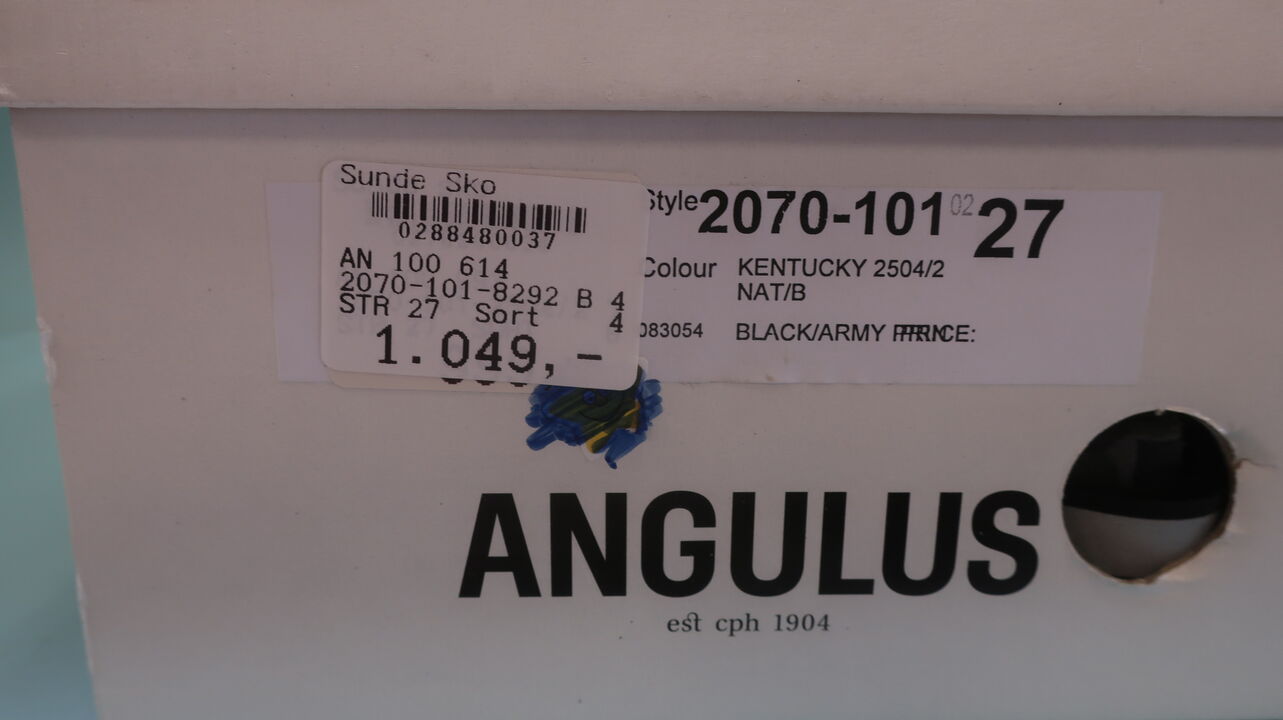 Sunde Sko
0288480037
AN 100 614
2070-101-8292 B 4
STR 27 Sort 4
1.049,-
Style 2070-101 02 27
Colour KENTUCKY 2504/2
NAT/B
083054 BLACK/ARMY PRICE:
ANGULUS
est cph 1904